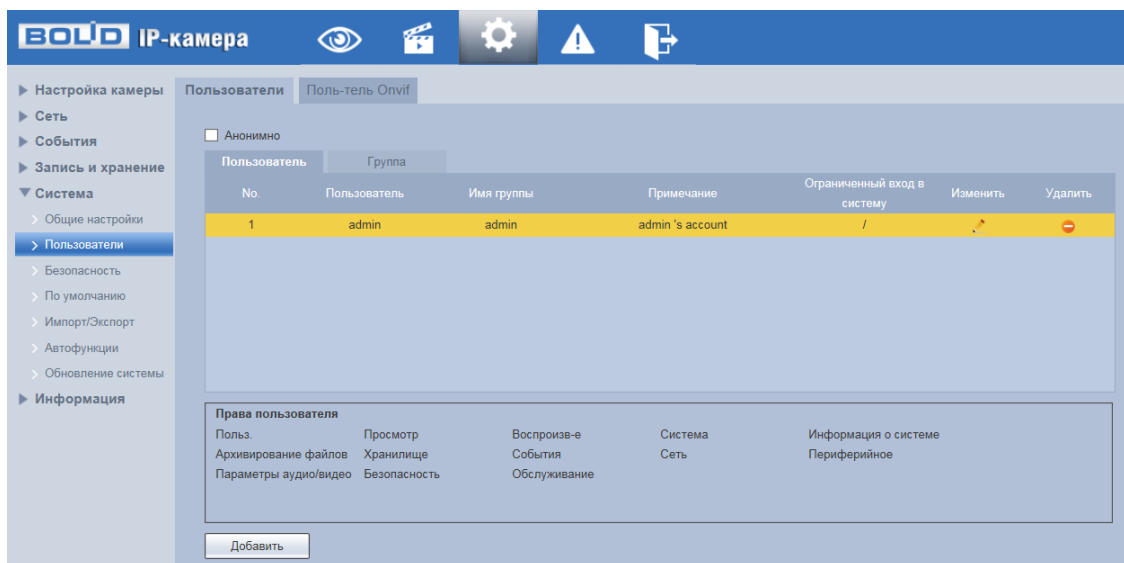 BOLID IP-камера
Настройка камеры
Сеть
События
Запись и хранение
Система
Общие настройки
Пользователи
Безопасность
По умолчанию
Импорт/Экспорт
Автофункции
Обновление системы
Информация
Пользователи Поль-тель Onvif
Анонимно
Пользователь Группа
No. Пользователь Имя группы Примечание Ограниченный вход в систему Изменить Удалить
1 admin admin admin 's account /
Права пользователя
Польз. Просмотр Воспроизв-е Система Информация о системе
Архивирование файлов Хранилище События Сеть Периферийное
Параметры аудио/видео Безопасность Обслуживание
Добавить